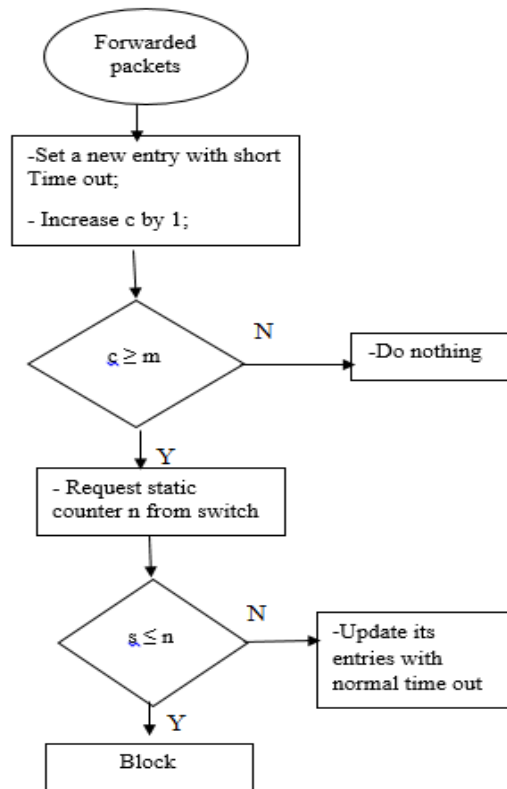 Forwarded
packets
-Set a new entry with short
Time out;
- Increase c by 1;
c ≥ m
N
-Do nothing
Y
- Request static
counter n from switch
s ≤ n
N
-Update its
entries with
normal time out
Y
Block